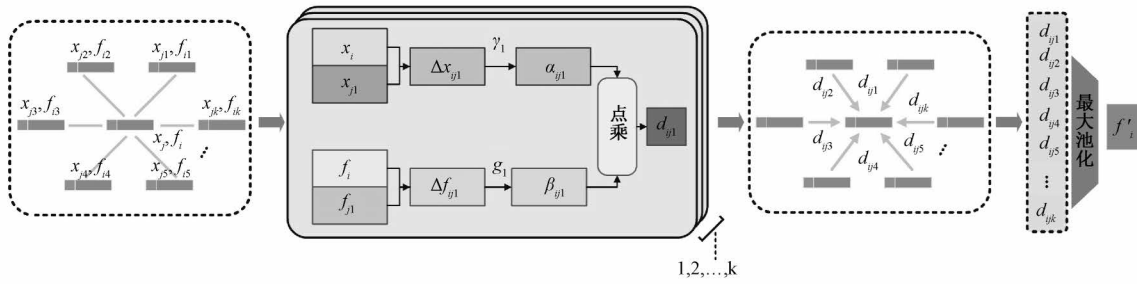 x_{j2}, f_{i2}
x_{j1}, f_{i1}
x_{j3}, f_{i3}
x_{jk}, f_{ik}
x_j, f_i
x_{j4}, f_{i4}
x_{j5}, f_{i5}
...
x_i
x_{j1}
Δx_{ij1}
γ_1
α_{ij1}
f_i
f_{j1}
Δf_{ij1}
g_1
β_{ij1}
点乘
d_{ij1}
1,2,...,k
d_{ij2}
d_{ij1}
d_{ijk}
d_{ij3}
d_{ij4}
d_{ij5}
...
d_{ij1}
d_{ij2}
d_{ij3}
d_{ij4}
d_{ij5}
⋮
d_{ijk}
最大池化
f'_i